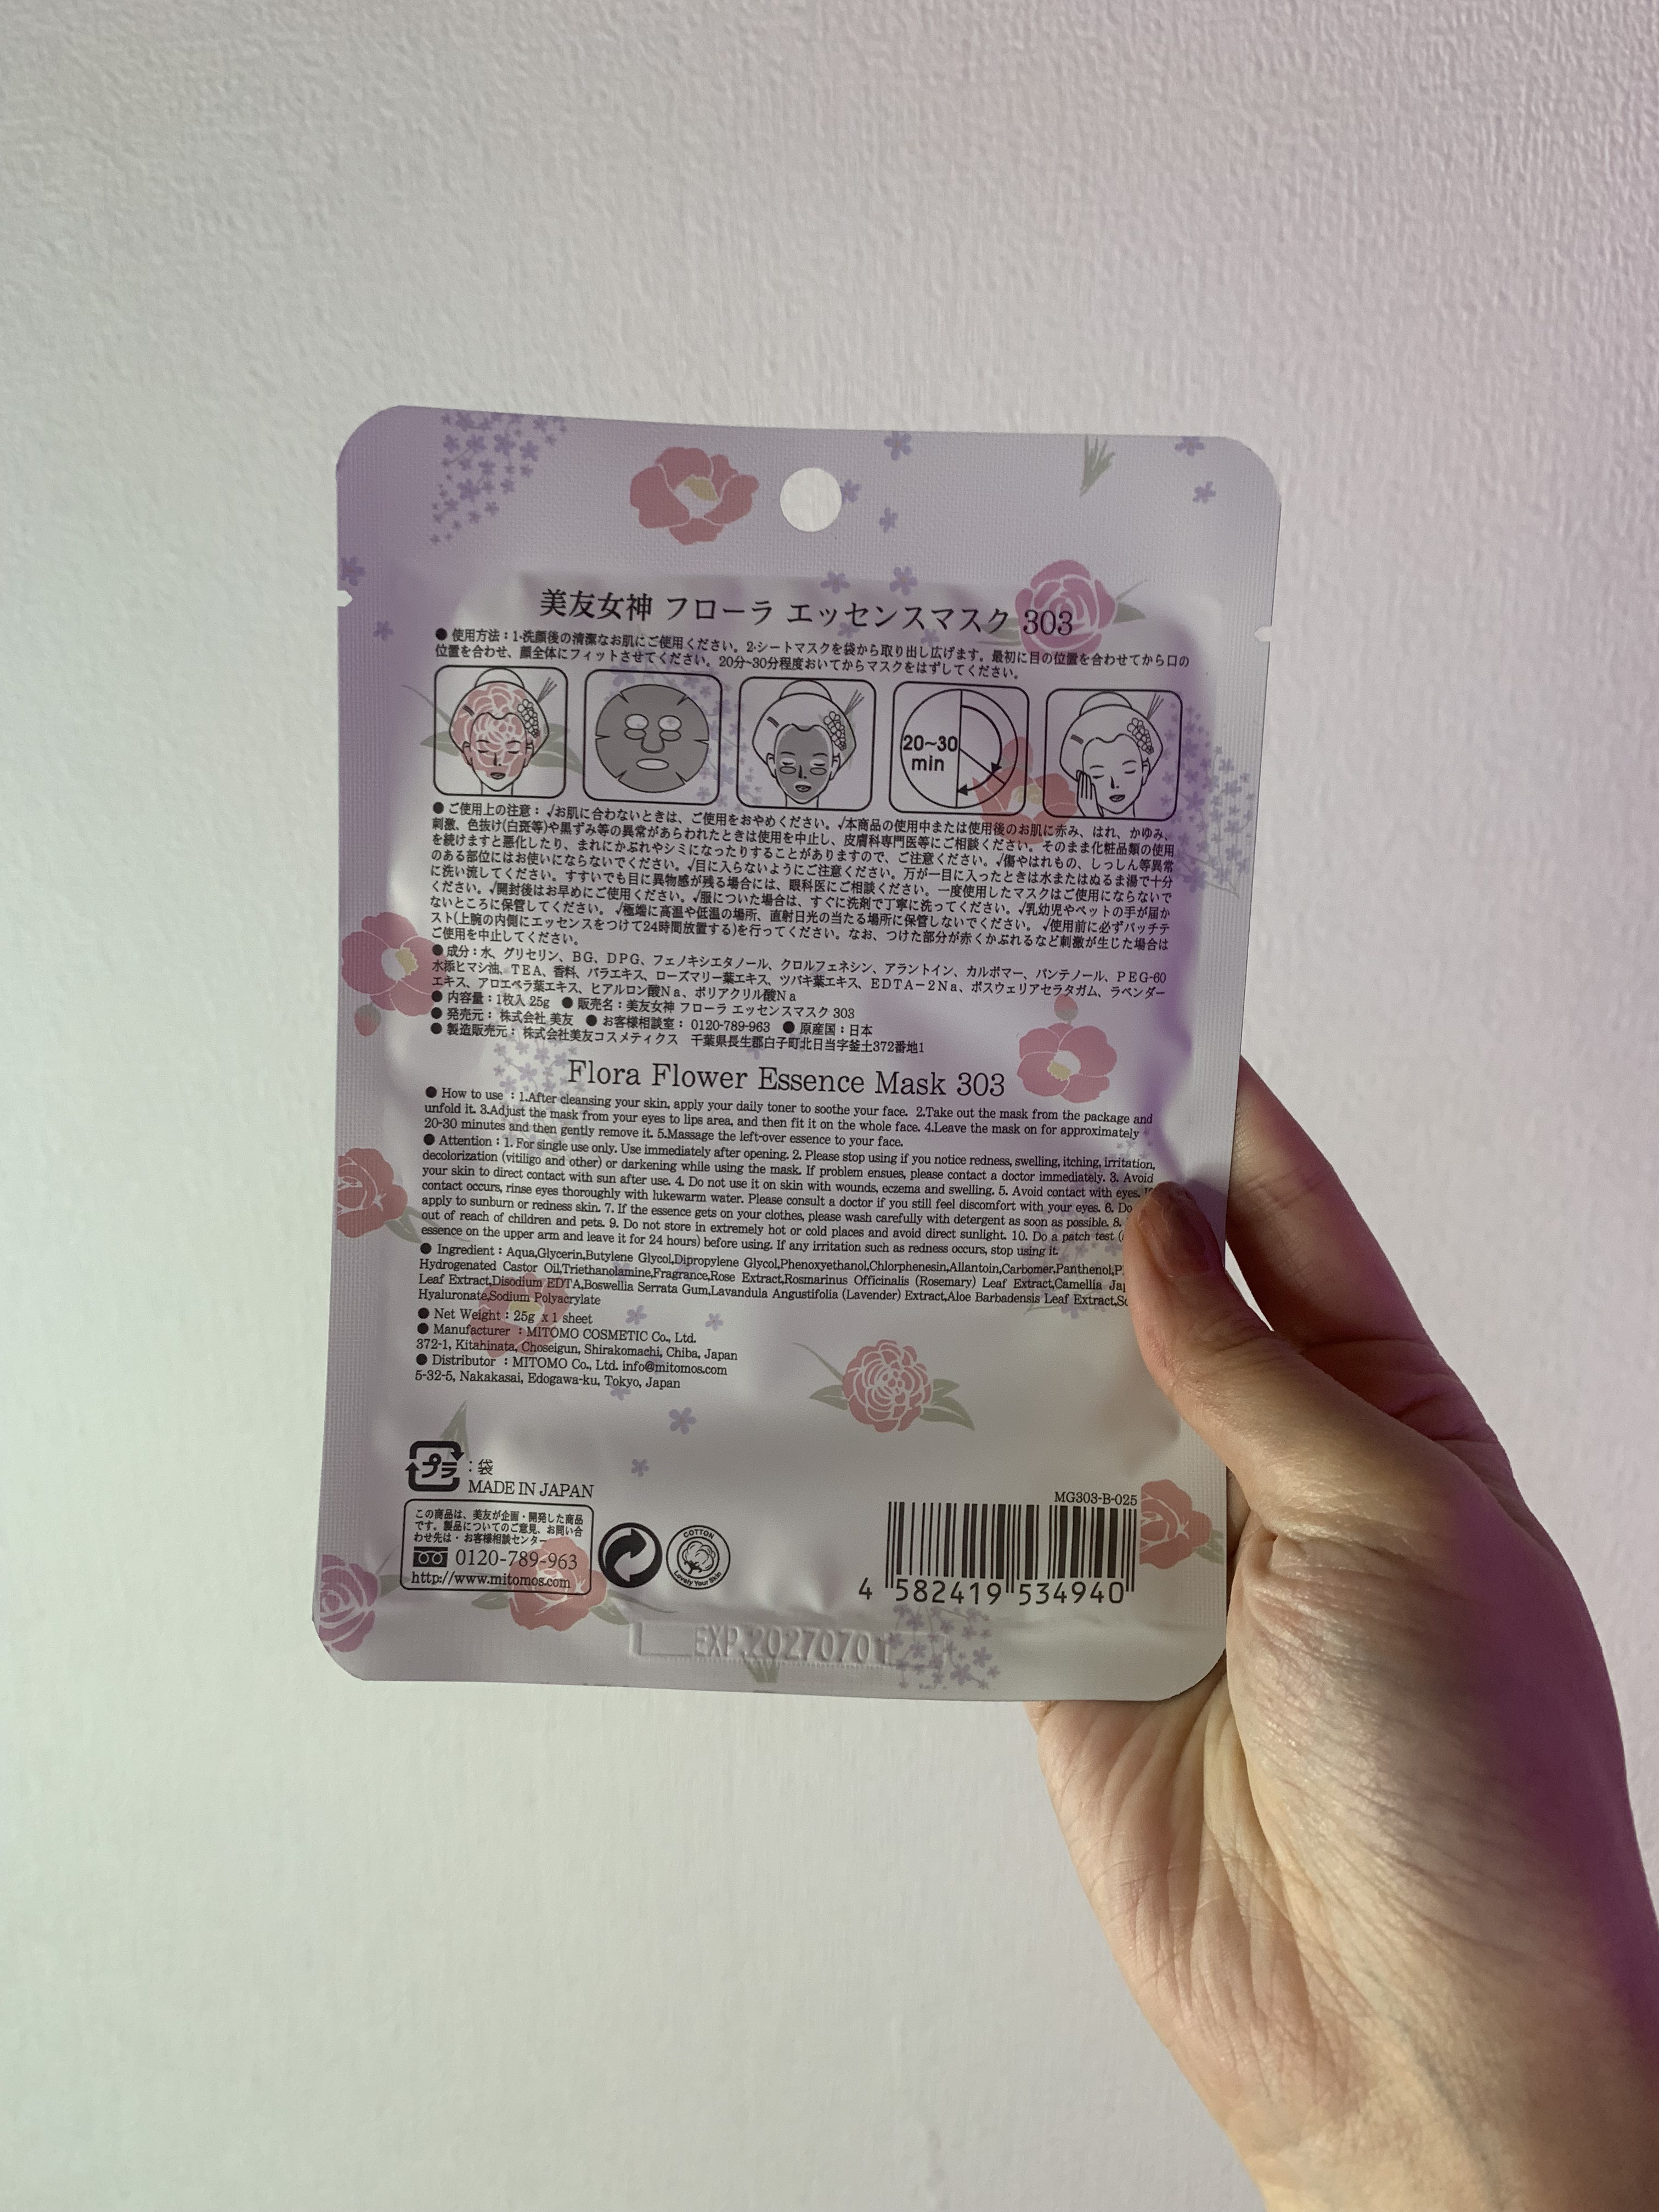 美友女神 フローラ エッセンスマスク 303
● 使用方法：1-洗顔後の清潔なお肌にご使用ください。2-シートマスクを袋から取り出し広げます。最初に目の位置を合わせてから口の
位置を合わせ、顔全体にフィットさせてください。20分~30分程度おいてからマスクをはずしてください。
20~30
min
● ご使用上の注意： √お肌に合わないときは、ご使用をおやめください。√本商品の使用中または使用後のお肌に赤み、はれ、かゆみ、
刺激、色抜け(白斑等)や黒ずみ等の異常があらわれたときは使用を中止し、皮膚科専門医等にご相談ください。そのまま化粧品類の使用
を続けますと悪化したり、まれにかぶれやシミになったりすることがありますので、ご注意ください。√傷やはれもの、しっしん等異常
のある部位にはお使いにならないでください。√目に入らないようにご注意ください。万が一目に入ったときは水またはぬるま湯で十分
に洗い流してください。すすいでも目に異物感が残る場合には、眼科医にご相談ください。一度使用したマスクはご使用にならないで
ください。√開封後はお早めにご使用ください。√服についた場合は、すぐに洗剤で丁寧に洗ってください。√乳幼児やペットの手が届か
ないところに保管してください。 √極端に高温や低温の場所、直射日光の当たる場所に保管しないでください。 √使用前に必ずパッチテ
スト(上腕の内側にエッセンスをつけて24時間放置する)を行ってください。なお、つけた部分が赤くかぶれるなど刺激が生じた場合は
ご使用を中止してください。
● 成分：水、グリセリン、BG、DPG、フェノキシエタノール、クロルフェネシン、アラントイン、カルボマー、パンテノール、PEG-60
水添ヒマシ油、TEA、香料、バラエキス、ローズマリー葉エキス、ツバキ葉エキス、EDTA－2Na、ボスウェリアセラタガム、ラベンダー
エキス、アロエベラ葉エキス、ヒアルロン酸Na、ポリアクリル酸Na
● 内容量：1枚入 25g ● 販売名：美友女神 フローラ エッセンスマスク 303
● 発売元： 株式会社 美友 ● お客様相談室： 0120-789-963 ● 原産国：日本
● 製造販売元： 株式会社美友コスメティクス 千葉県長生郡白子町北日当字釜土372番地1
Flora Flower Essence Mask 303
● How to use : 1.After cleansing your skin, apply your daily toner to soothe your face. 2.Take out the mask from the package and
unfold it. 3.Adjust the mask from your eyes to lips area, and then fit it on the whole face. 4.Leave the mask on for approximately
20-30 minutes and then gently remove it. 5.Massage the left-over essence to your face.
● Attention : 1. For single use only. Use immediately after opening. 2. Please stop using if you notice redness, swelling, itching, irritation,
decolorization (vitiligo and other) or darkening while using the mask. If problem ensues, please contact a doctor immediately. 3. Avoid
your skin to direct contact with sun after use. 4. Do not use it on skin with wounds, eczema and swelling. 5. Avoid contact with eyes.
contact occurs, rinse eyes thoroughly with lukewarm water. Please consult a doctor if you still feel discomfort with your eyes. 6. Do
apply to sunburn or redness skin. 7. If the essence gets on your clothes, please wash carefully with detergent as soon as possible. 8.
out of reach of children and pets. 9. Do not store in extremely hot or cold places and avoid direct sunlight. 10. Do a patch test (
essence on the upper arm and leave it for 24 hours) before using. If any irritation such as redness occurs, stop using it.
● Ingredient : Aqua,Glycerin,Butylene Glycol,Dipropylene Glycol,Phenoxyethanol,Chlorphenesin,Allantoin,Carbomer,Panthenol,P
Hydrogenated Castor Oil,Triethanolamine,Fragrance,Rose Extract,Rosmarinus Officinalis (Rosemary) Leaf Extract,Camellia Jap
Leaf Extract,Disodium EDTA,Boswellia Serrata Gum,Lavandula Angustifolia (Lavender) Extract,Aloe Barbadensis Leaf Extract,So
Hyaluronate,Sodium Polyacrylate
● Net Weight : 25g x 1 sheet
● Manufacturer : MITOMO COSMETIC Co., Ltd.
372-1, Kitahinata, Choseigun, Shirakomachi, Chiba, Japan
● Distributor : MITOMO Co., Ltd. info@mitomos.com
5-32-5, Nakakasai, Edogawa-ku, Tokyo, Japan
プラ : 袋
MADE IN JAPAN
この商品は、美友が企画・開発した商品
です。製品についてのご意見、お問い合
わせ先は・お客様相談センター
0120-789-963
http://www.mitomos.com
COTTON
Lovely Your Skin
MG303-B-025
4 582419 534940
EXP.20270701